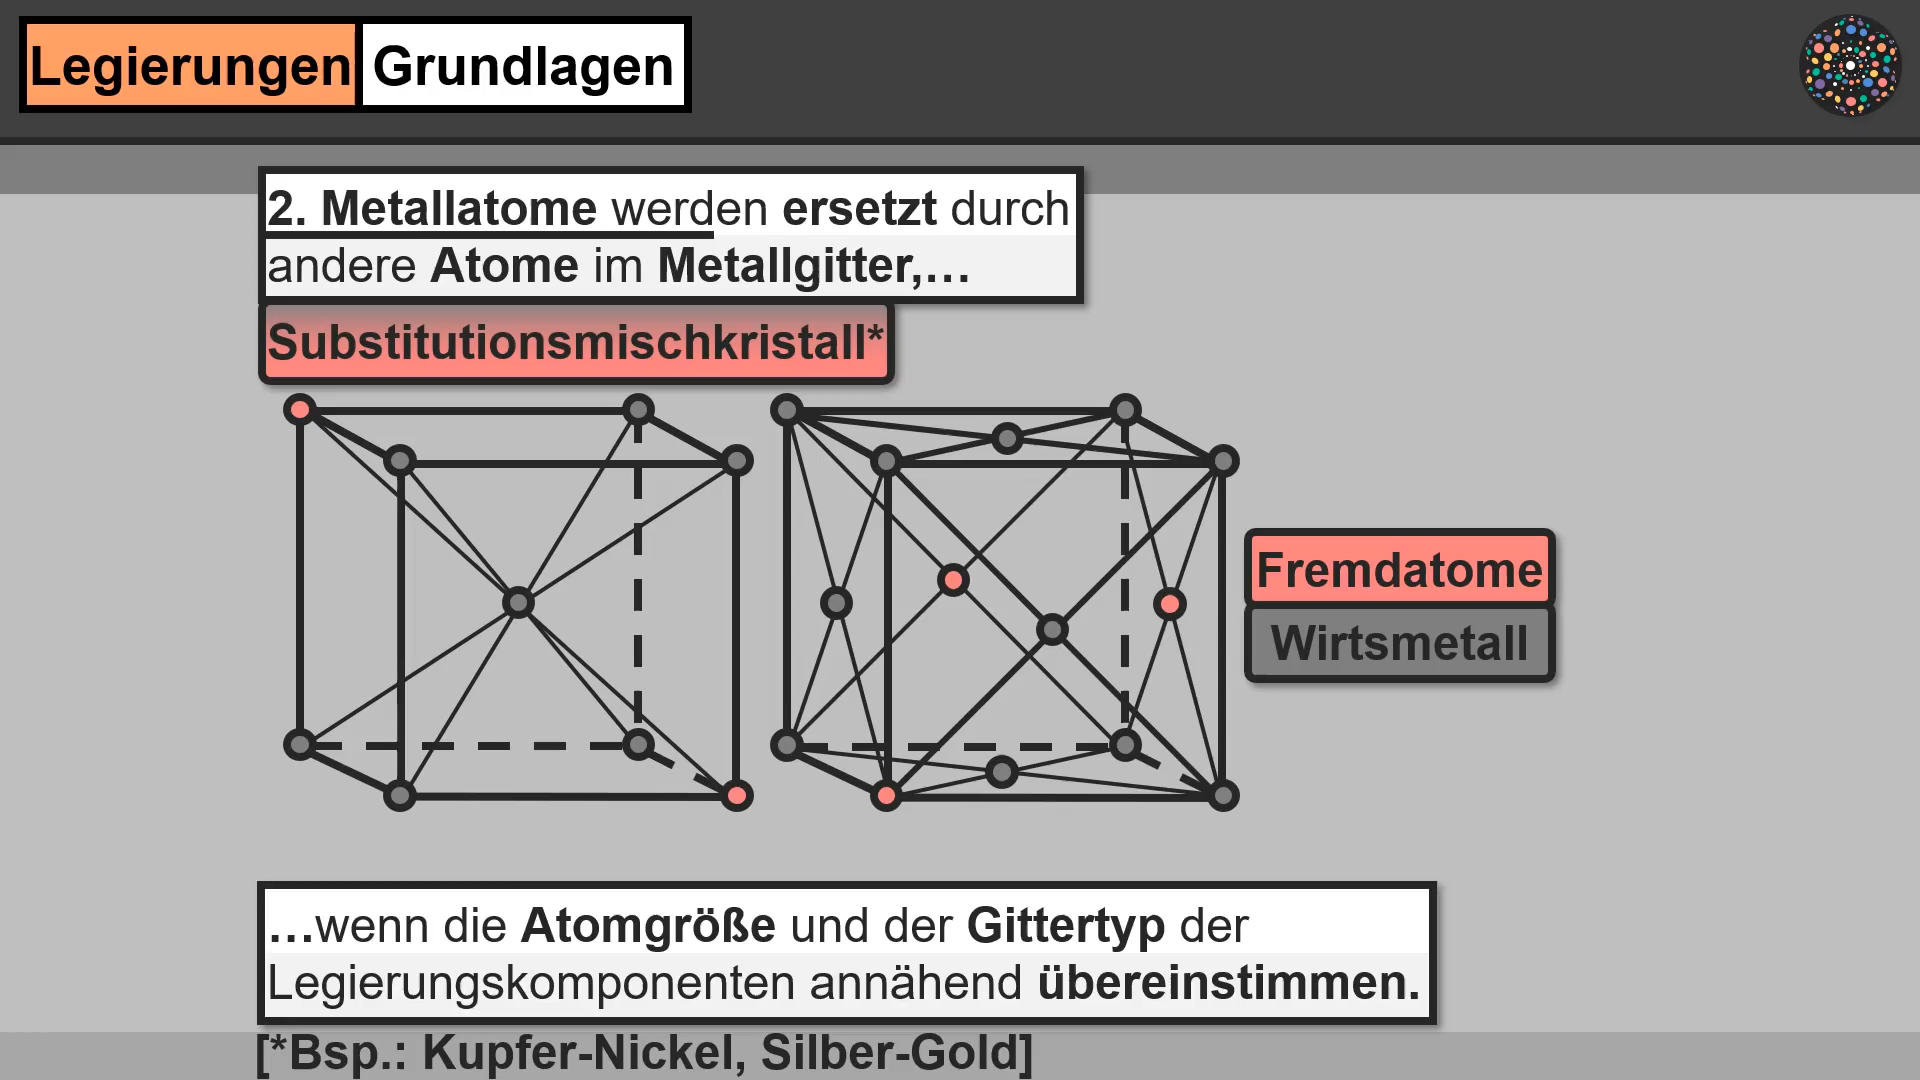 Legierungen Grundlagen
2. Metallatome werden ersetzt durch
andere Atome im Metallgitter,…
Substitutionsmischkristall*
Fremdatome
Wirtsmetall
…wenn die Atomgröße und der Gittertyp der
Legierungskomponenten annähend übereinstimmen.
[*Bsp.: Kupfer-Nickel, Silber-Gold]